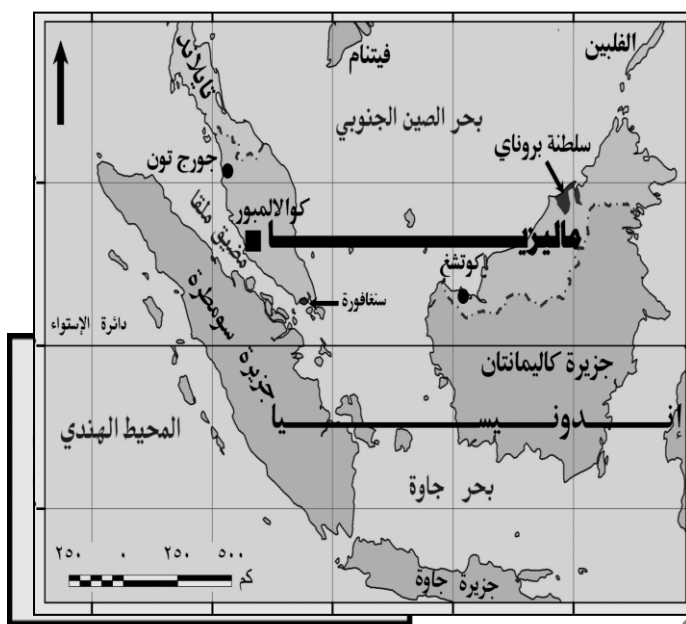 الفلبين
فيتنام
تايلاند
بحر الصين الجنوبي
سلطنة بروناي
جورج تون
كوالالمبور
مضيق ملقا
ماليزيا
كوتشغ
سنغافورة
دائرة الإستواء
جزيرة سومطرة
جزيرة كاليمانتان
إندونيسيا
المحيط الهندي
بحر جاوة
جزيرة جاوة
٢٥٠ ٠ ٢٥٠ ٥٠٠
كم